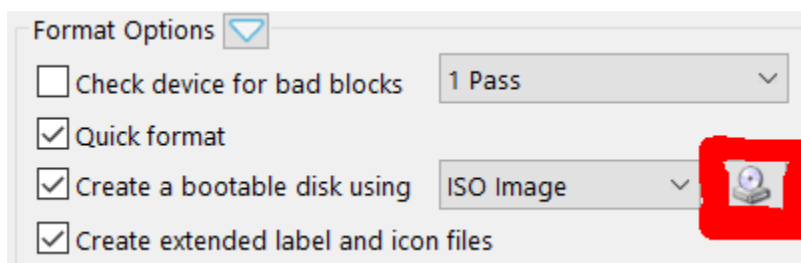 Format Options
Check device for bad blocks 1 Pass
Quick format
Create a bootable disk using ISO Image
Create extended label and icon files